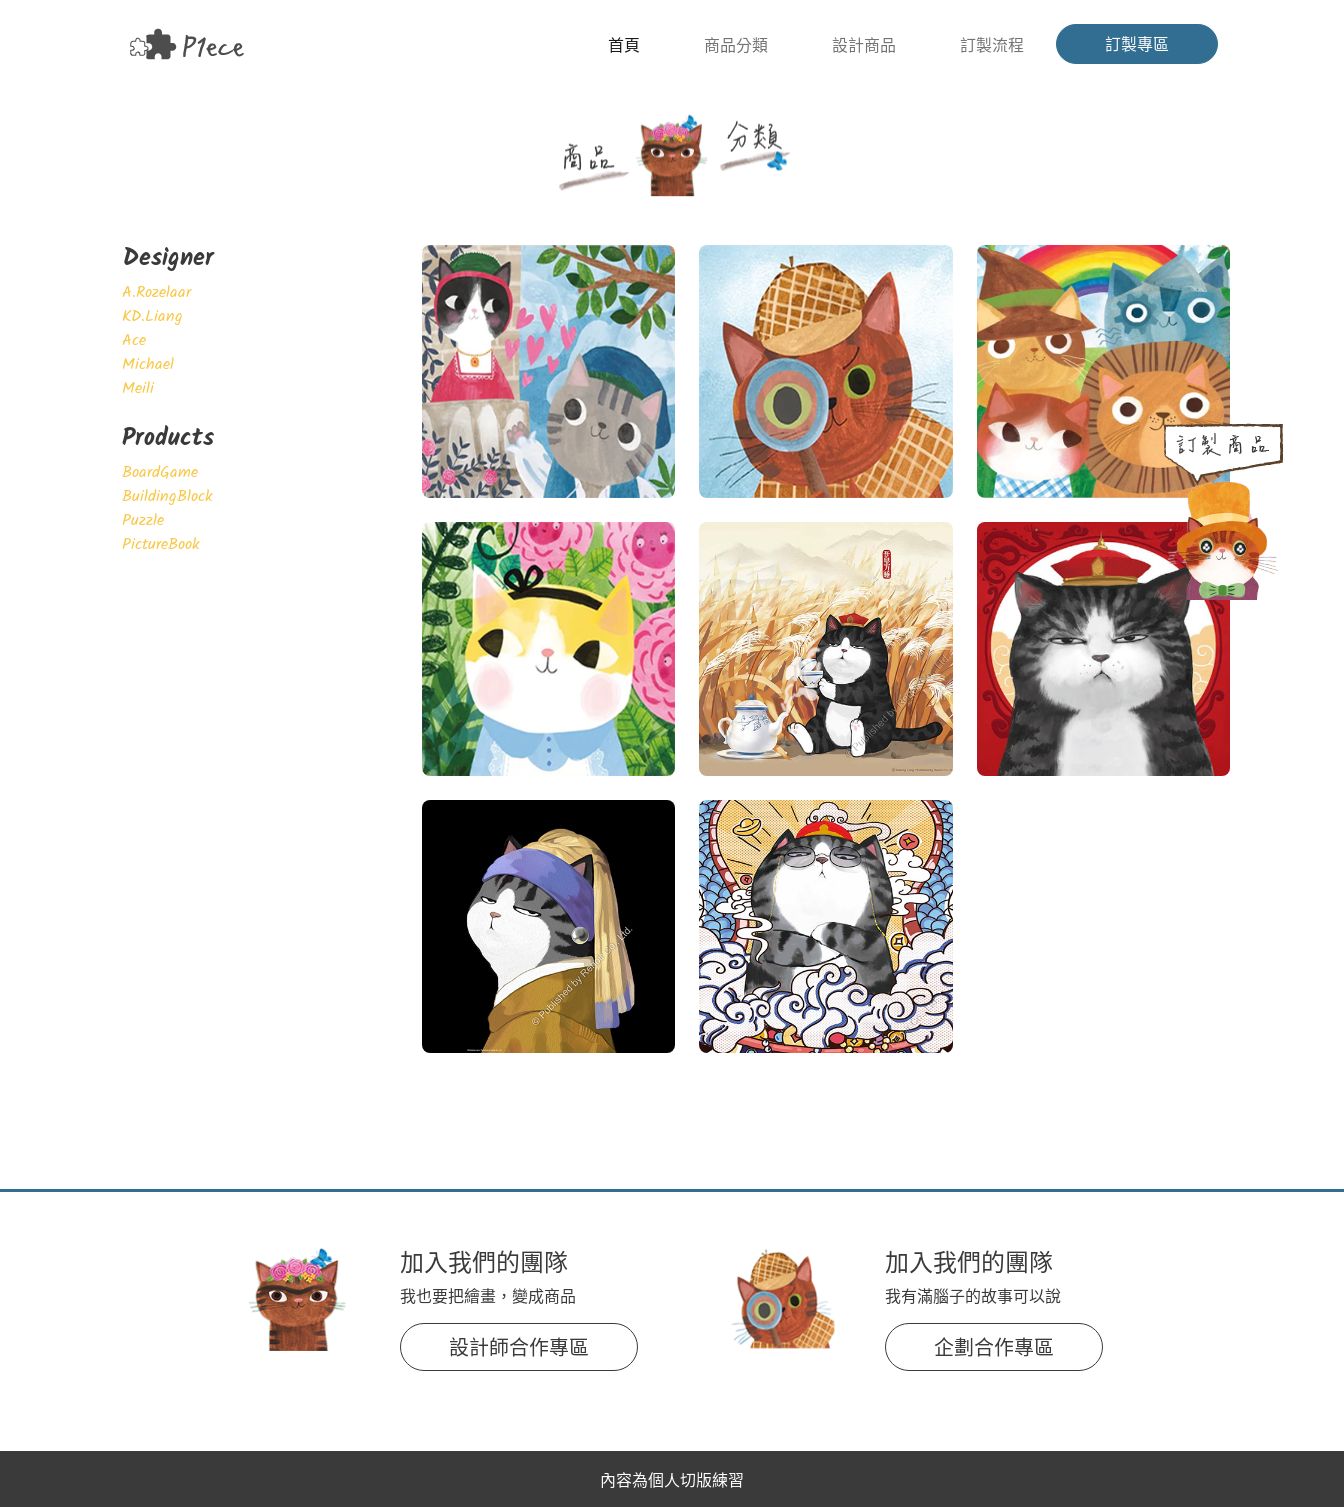 P1ece
首頁
商品分類
設計商品
訂製流程
訂製專區
商品
分類
Designer
A.Rozelaar
KD.Liang
Ace
Michael
Meili
Products
BoardGame
BuildingBlock
Puzzle
PictureBook
訂製商品
加入我們的團隊
我也要把繪畫，變成商品
設計師合作專區
加入我們的團隊
我有滿腦子的故事可以說
企劃合作專區
內容為個人切版練習